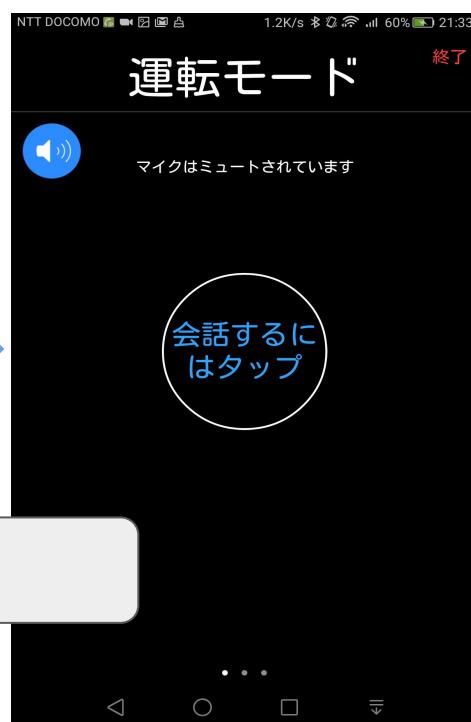 NTT DOCOMO 1.2K/s 60% 21:33
運転モード
終了
マイクはミュートされています
会話するに
はタップ